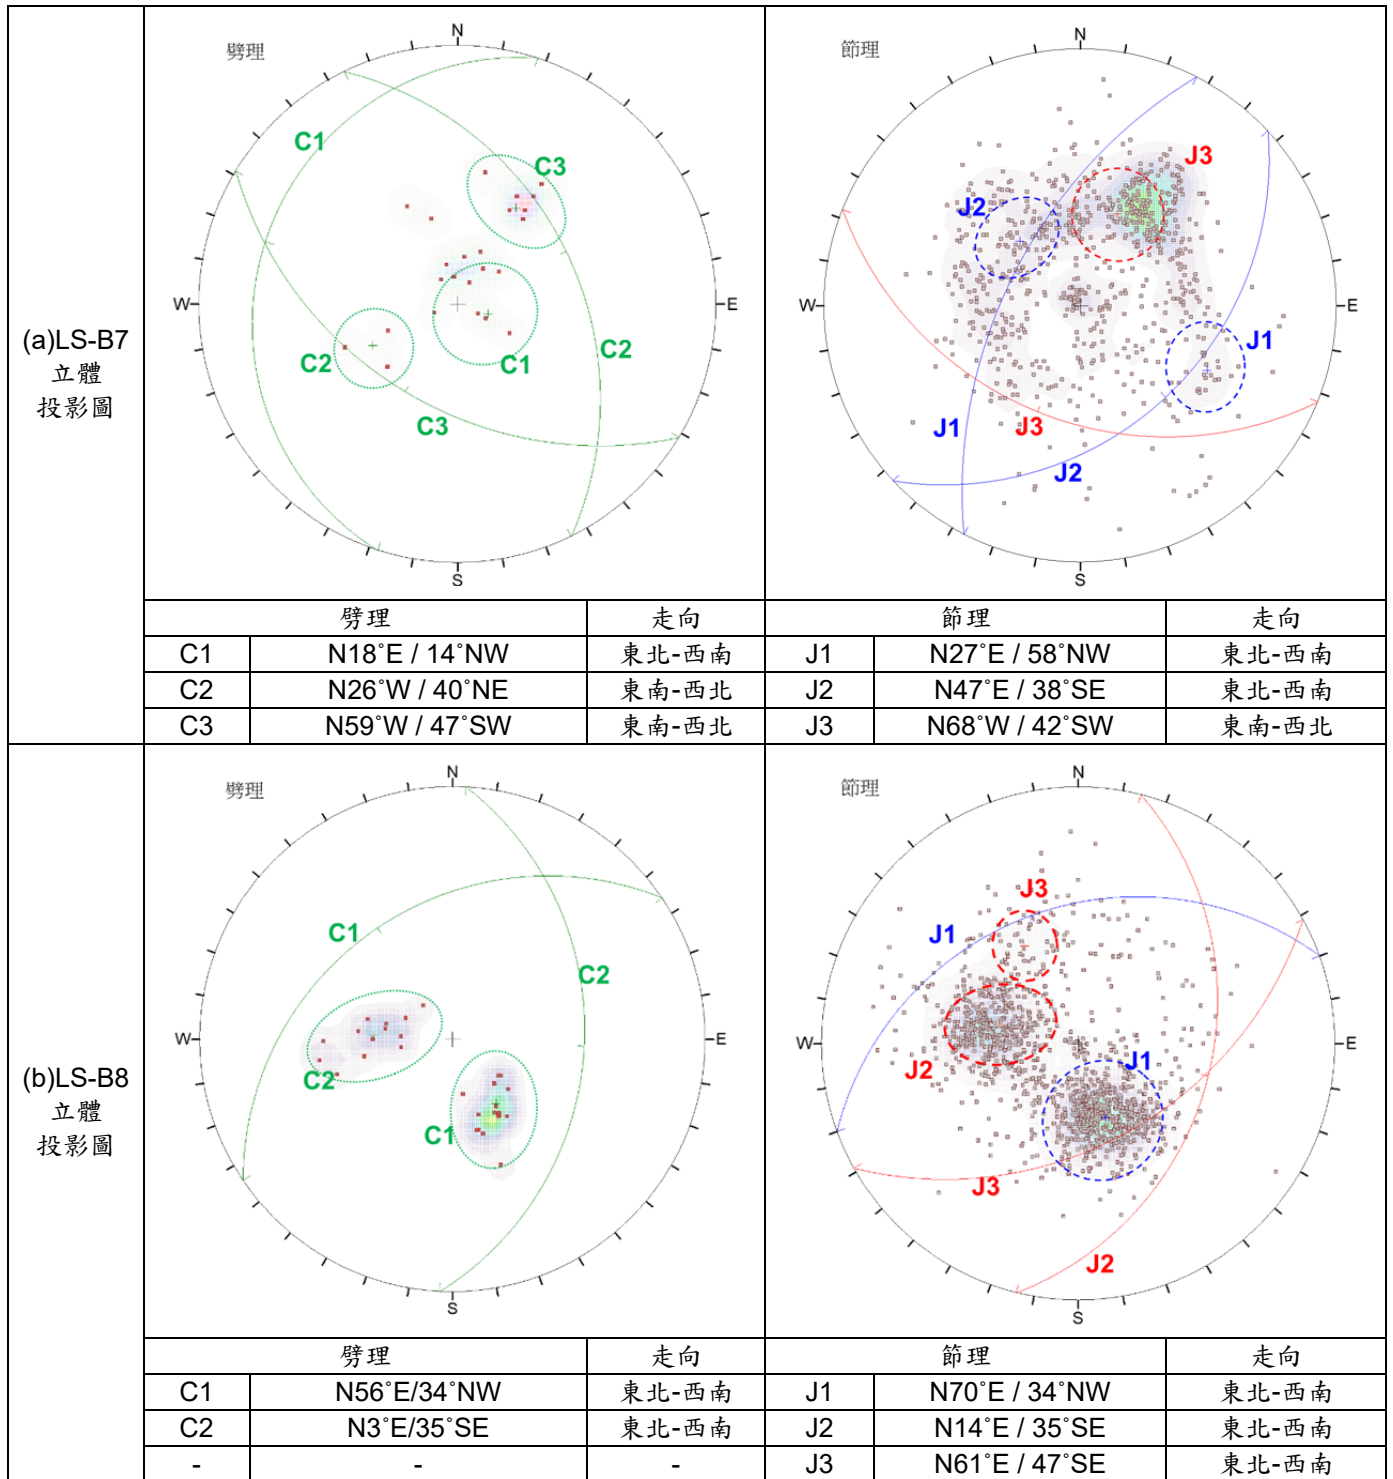 (a)LS-B7
立體
投影圖
劈理
N
W
E
S
C1
C3
C2
C1
C2
C3
節理
N
W
E
S
J3
J2
J1
J1
J3
J2
劈理 走向 節理 走向
C1 N18˚E / 14˚NW 東北-西南 J1 N27˚E / 58˚NW 東北-西南
C2 N26˚W / 40˚NE 東南-西北 J2 N47˚E / 38˚SE 東北-西南
C3 N59˚W / 47˚SW 東南-西北 J3 N68˚W / 42˚SW 東南-西北
(b)LS-B8
立體
投影圖
劈理
N
W
E
S
C1
C2
C2
C1
節理
N
W
E
S
J3
J1
J2
J1
J3
J2
劈理 走向 節理 走向
C1 N56˚E/34˚NW 東北-西南 J1 N70˚E / 34˚NW 東北-西南
C2 N3˚E/35˚SE 東北-西南 J2 N14˚E / 35˚SE 東北-西南
- - - J3 N61˚E / 47˚SE 東北-西南